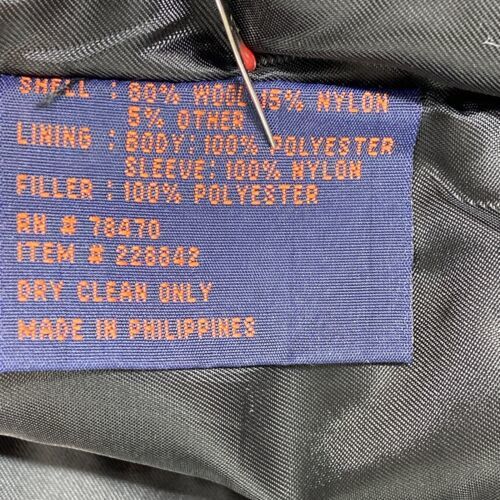 SHELL : 80% WOOL 15% NYLON
5% OTHER
LINING : BODY: 100% POLYESTER
SLEEVE: 100% NYLON
FILLER : 100% POLYESTER
RN # 78470
ITEM # 228842
DRY CLEAN ONLY
MADE IN PHILIPPINES